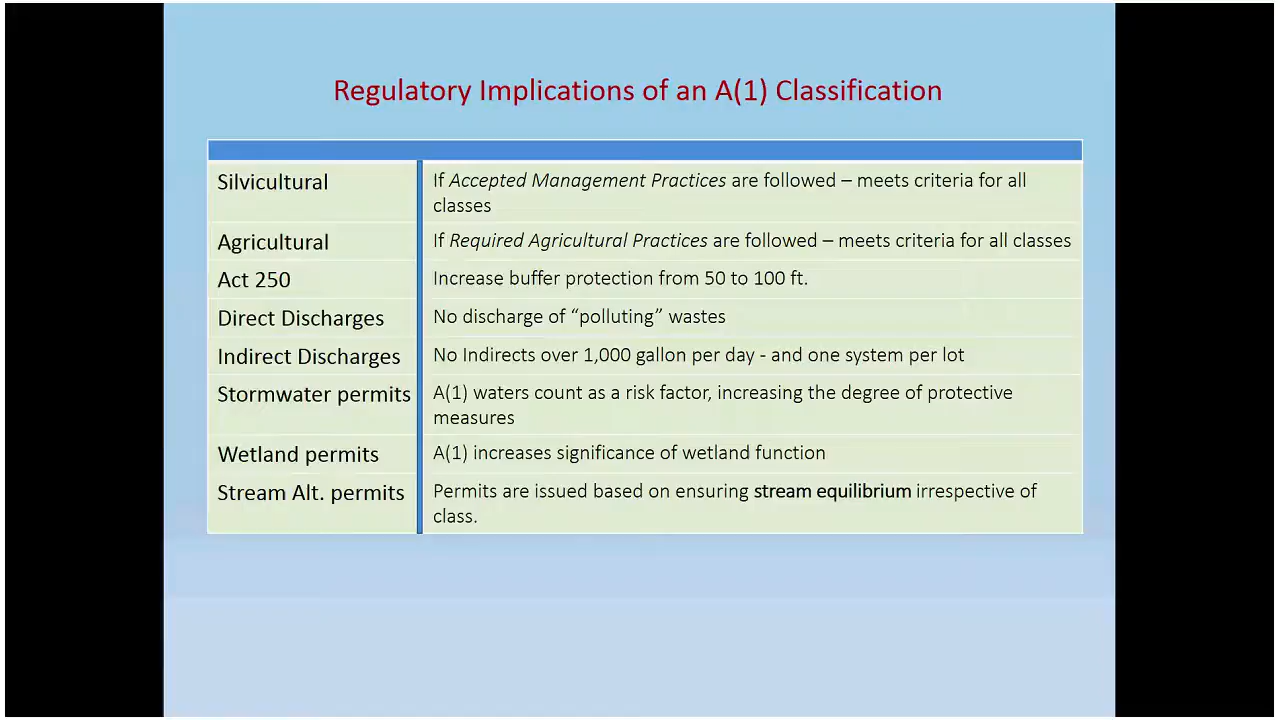 Regulatory Implications of an A(1) Classification
Silvicultural
If Accepted Management Practices are followed – meets criteria for all
classes
Agricultural
If Required Agricultural Practices are followed – meets criteria for all classes
Act 250
Increase buffer protection from 50 to 100 ft.
Direct Discharges
No discharge of “polluting” wastes
Indirect Discharges
No Indirects over 1,000 gallon per day - and one system per lot
Stormwater permits
A(1) waters count as a risk factor, increasing the degree of protective
measures
Wetland permits
A(1) increases significance of wetland function
Stream Alt. permits
Permits are issued based on ensuring stream equilibrium irrespective of
class.